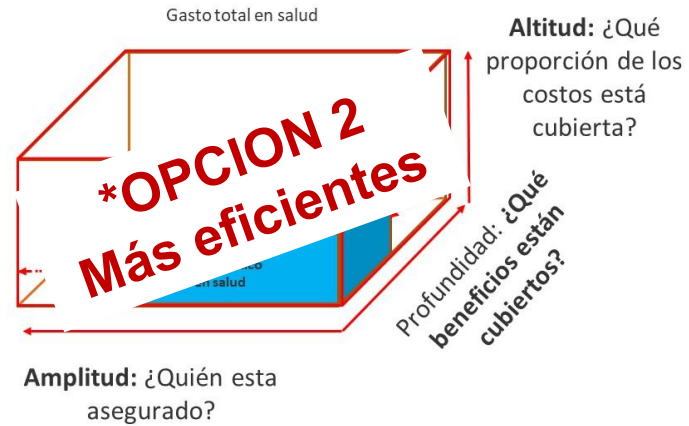 Gasto total en salud
Altitud: ¿Qué
proporción de los
costos está
cubierta?
*OPCION 2
Más eficientes
en salud
Profundidad: ¿Qué
beneficios están
cubiertos?
Amplitud: ¿Quién esta
asegurado?